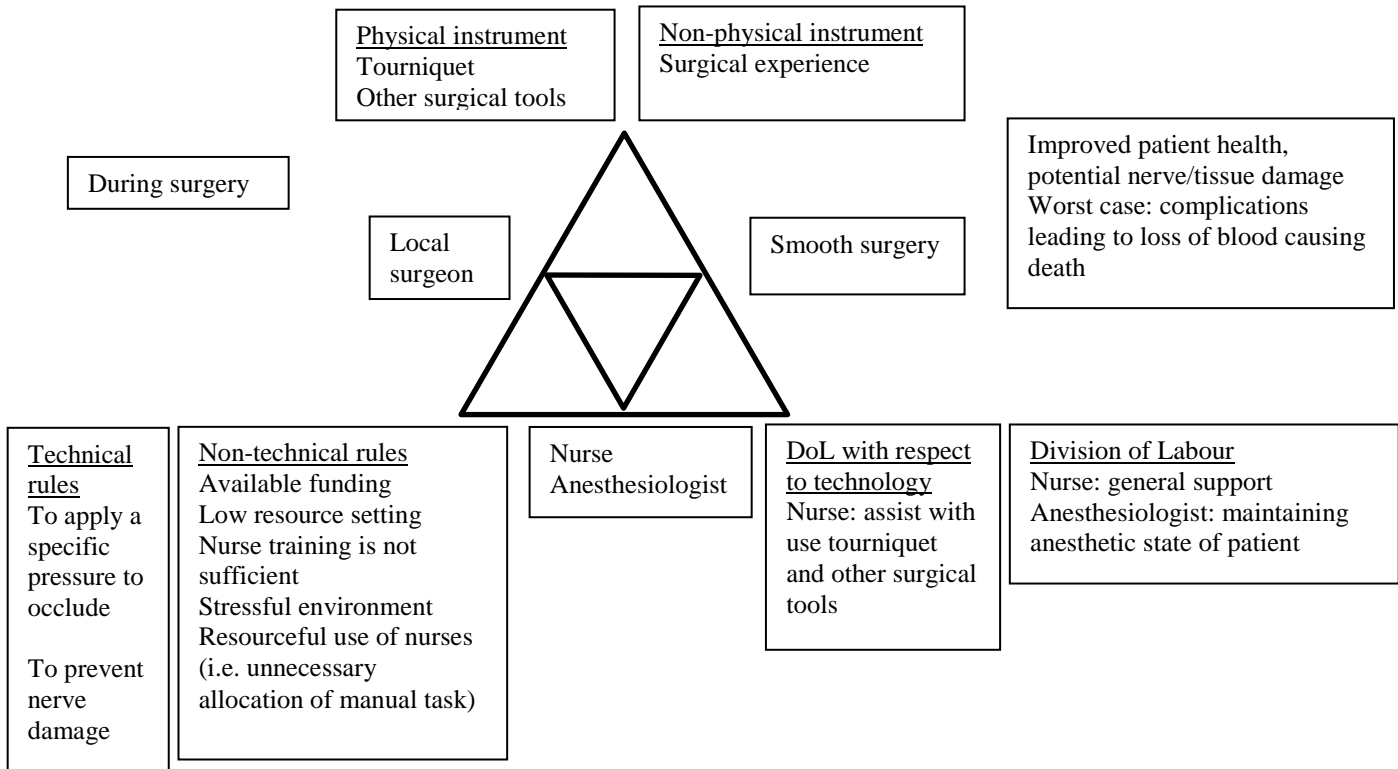 Physical instrument
Tourniquet
Other surgical tools
Non-physical instrument
Surgical experience
During surgery
Local
surgeon
Smooth surgery
Improved patient health,
potential nerve/tissue damage
Worst case: complications
leading to loss of blood causing
death
Technical
rules
To apply a
specific
pressure to
occlude
To prevent
nerve
damage
Non-technical rules
Available funding
Low resource setting
Nurse training is not
sufficient
Stressful environment
Resourceful use of nurses
(i.e. unnecessary
allocation of manual task)
Nurse
Anesthesiologist
DoL with respect
to technology
Nurse: assist with
use tourniquet
and other surgical
tools
Division of Labour
Nurse: general support
Anesthesiologist: maintaining
anesthetic state of patient